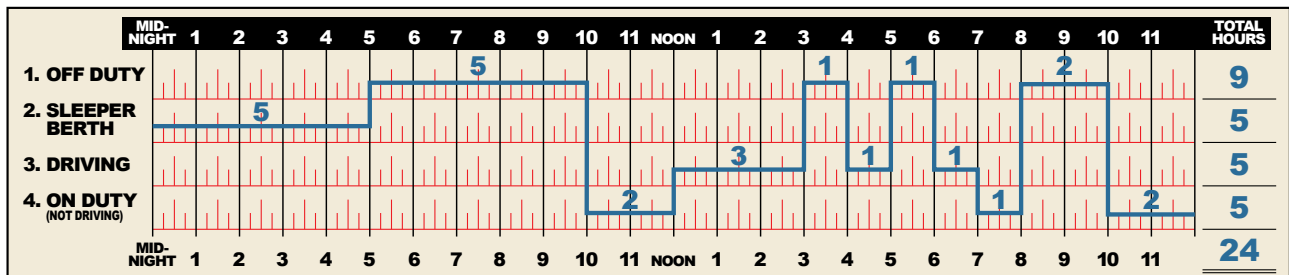 MID-NIGHT 1 2 3 4 5 6 7 8 9 10 11 NOON 1 2 3 4 5 6 7 8 9 10 11 TOTAL HOURS
1. OFF DUTY 5 1 1 2 9
2. SLEEPER BERTH 5 5
3. DRIVING 3 1 1 5
4. ON DUTY 2 1 2 5
(NOT DRIVING)
MID-NIGHT 1 2 3 4 5 6 7 8 9 10 11 NOON 1 2 3 4 5 6 7 8 9 10 11 24